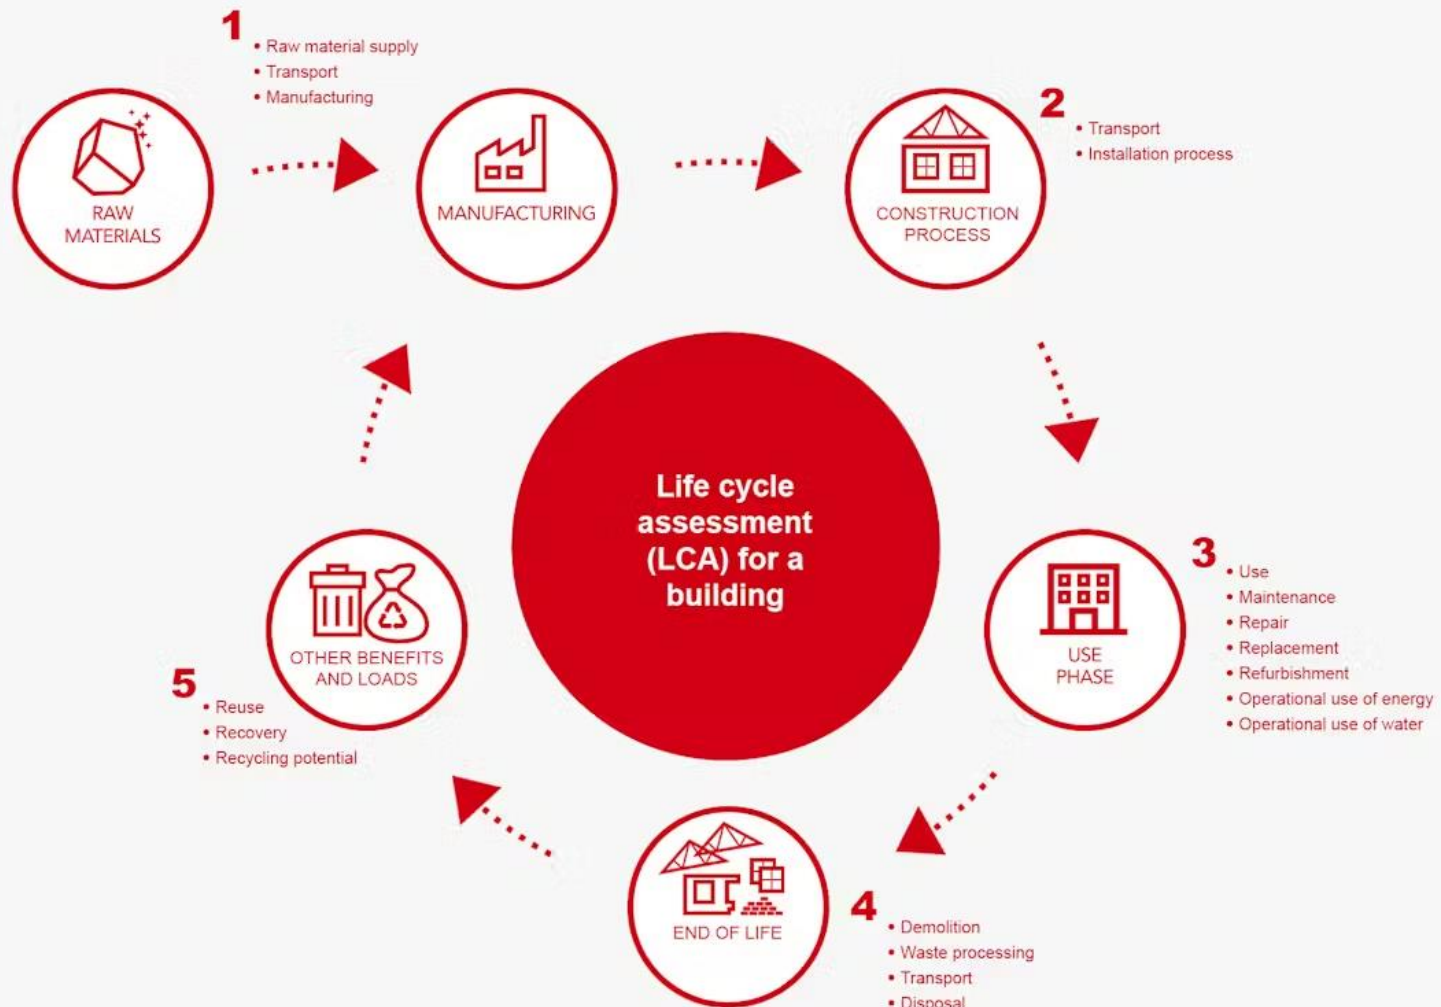 1
• Raw material supply
• Transport
• Manufacturing
RAW
MATERIALS
MANUFACTURING
CONSTRUCTION
PROCESS
2
• Transport
• Installation process
Life cycle
assessment
(LCA) for a
building
USE
PHASE
3
• Use
• Maintenance
• Repair
• Replacement
• Refurbishment
• Operational use of energy
• Operational use of water
END OF LIFE
4
• Demolition
• Waste processing
• Transport
• Disposal
OTHER BENEFITS
AND LOADS
5
• Reuse
• Recovery
• Recycling potential